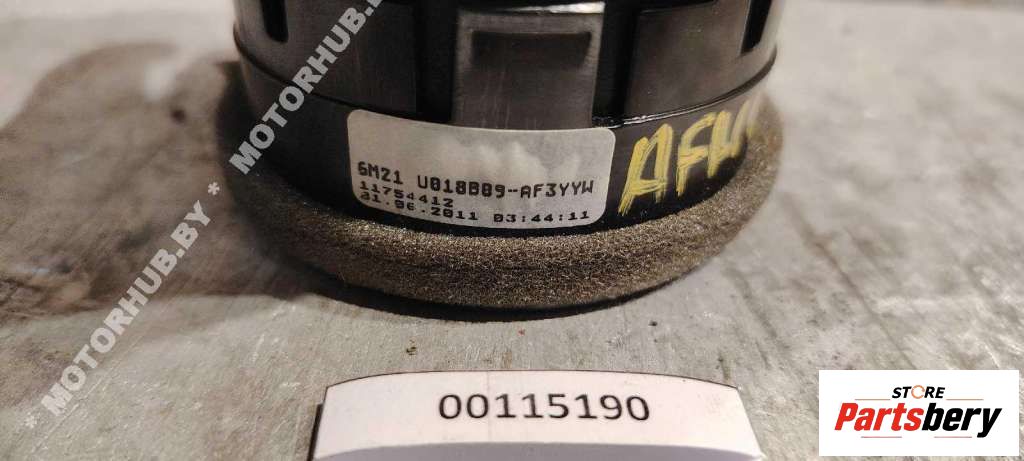 6M21 U018B09-AF3YYW
11754412
21.06.2011 03:44:11
00115190
* MOTORHUB.BY * MOTORHUB.BY *
STORE
Partsbery